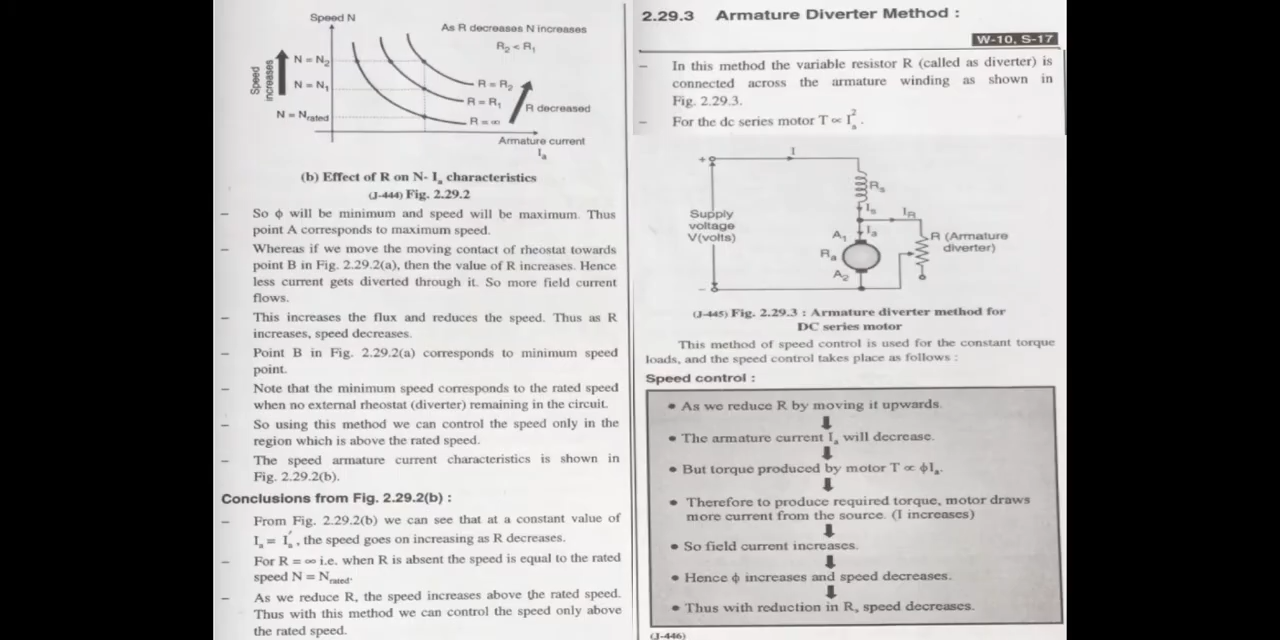 Speed N
As R decreases N increases
R₂ < R₁
Speed increases
N = N₂
N = N₁
N = Nrated
R = R₂
R = R₁
R = ∞
R decreased
Armature current
Iₐ
(b) Effect of R on N- Iₐ characteristics
(J-444) Fig. 2.29.2
– So ϕ will be minimum and speed will be maximum. Thus
point A corresponds to maximum speed.
– Whereas if we move the moving contact of rheostat towards
point B in Fig. 2.29.2(a), then the value of R increases. Hence
less current gets diverted through it. So more field current
flows.
– This increases the flux and reduces the speed. Thus as R
increases, speed decreases.
– Point B in Fig. 2.29.2(a) corresponds to minimum speed
point.
– Note that the minimum speed corresponds to the rated speed
when no external rheostat (diverter) remaining in the circuit.
– So using this method we can control the speed only in the
region which is above the rated speed.
– The speed armature current characteristics is shown in
Fig. 2.29.2(b).
Conclusions from Fig. 2.29.2(b) :
– From Fig. 2.29.2(b) we can see that at a constant value of
Iₐ = Iₐ′, the speed goes on increasing as R decreases.
– For R = ∞ i.e. when R is absent the speed is equal to the rated
speed N = Nrated.
– As we reduce R, the speed increases above the rated speed.
Thus with this method we can control the speed only above
the rated speed.
2.29.3 Armature Diverter Method :
W-10, S-17
– In this method the variable resistor R (called as diverter) is
connected across the armature winding as shown in
Fig. 2.29.3.
– For the dc series motor T ∝ Iₐ².
I
+
Rₛ
Iₛ
I_R
Supply
voltage
V(volts)
A₁
Iₐ
R (Armature
diverter)
Rₐ
A₂
–
(J-445) Fig. 2.29.3 : Armature diverter method for
DC series motor
This method of speed control is used for the constant torque
loads, and the speed control takes place as follows :
Speed control :
• As we reduce R by moving it upwards.
• The armature current Iₐ will decrease.
• But torque produced by motor T ∝ ϕIₐ.
• Therefore to produce required torque, motor draws
more current from the source. (I increases)
• So field current increases.
• Hence ϕ increases and speed decreases.
• Thus with reduction in R, speed decreases.
(J-446)